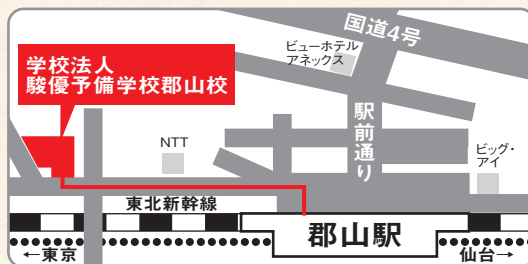 国道4号
ビューホテル
アネックス
学校法人
駿優予備学校郡山校
駅前通り
NTT
ビッグ・
アイ
東北新幹線
郡山駅
←東京
仙台→